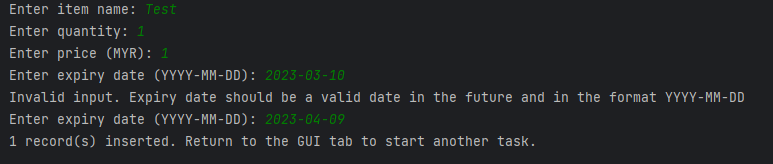 Enter item name: Test
Enter quantity: 1
Enter price (MYR): 1
Enter expiry date (YYYY-MM-DD): 2023-03-10
Invalid input. Expiry date should be a valid date in the future and in the format YYYY-MM-DD
Enter expiry date (YYYY-MM-DD): 2023-04-09
1 record(s) inserted. Return to the GUI tab to start another task.